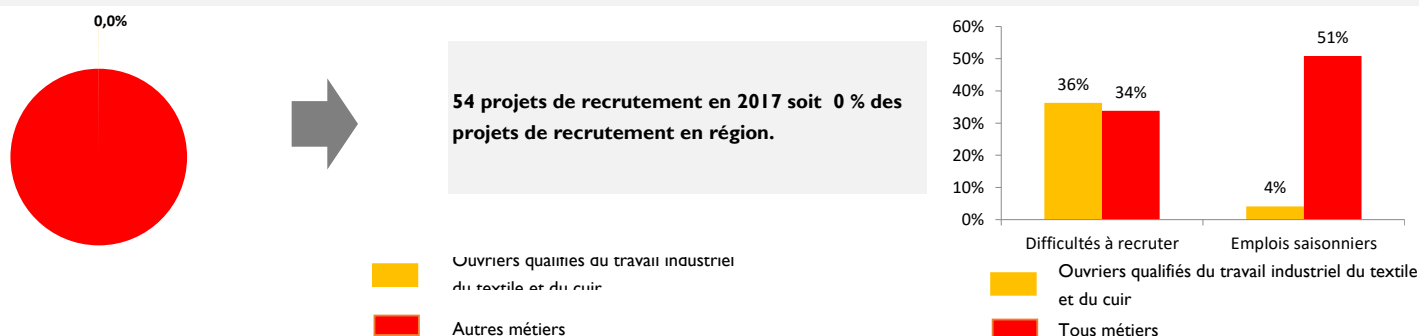 0,0%
54 projets de recrutement en 2017 soit 0 % des
projets de recrutement en région.
Ouvriers qualifiés du travail industriel
du textile et du cuir
Autres métiers
60%
50%
40%
30%
20%
10%
0%
36%
34%
4%
51%
Difficultés à recruter
Emplois saisonniers
Ouvriers qualifiés du travail industriel du textile
et du cuir
Tous métiers